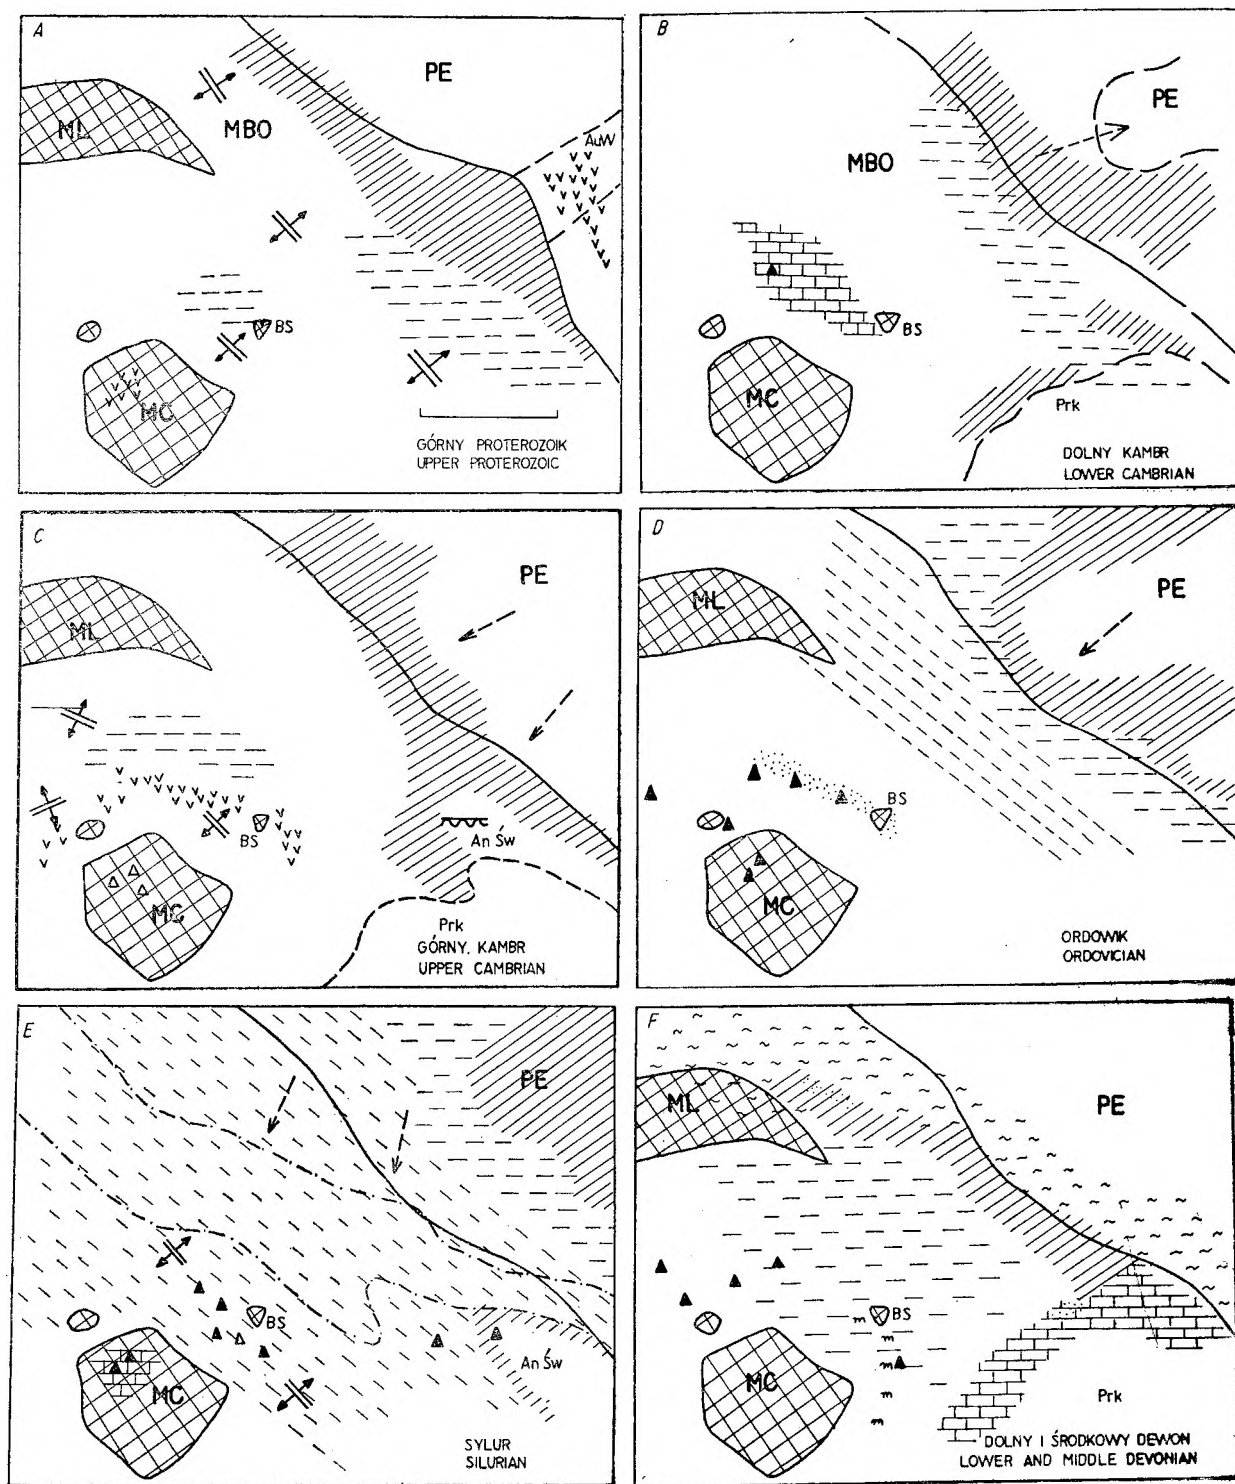 A
PE
ML
MBO
AuW
BS
MC
GÓRNY PROTEROZOIK
UPPER PROTEROZOIC
B
PE
MBO
BS
MC
Prk
DOLNY KAMBR
LOWER CAMBRIAN
C
PE
ML
BS
An Św
MC
Prk
GÓRNY, KAMBR
UPPER CAMBRIAN
D
ML
PE
BS
MC
ORDOWIK
ORDOVICIAN
E
PE
BS
An Św
MC
SYLUR
SILURIAN
F
ML
PE
BS
m
m
m
m
m
MC
Prk
DOLNY I ŚRODKOWY DEWON
LOWER AND MIDDLE DEVONIAN